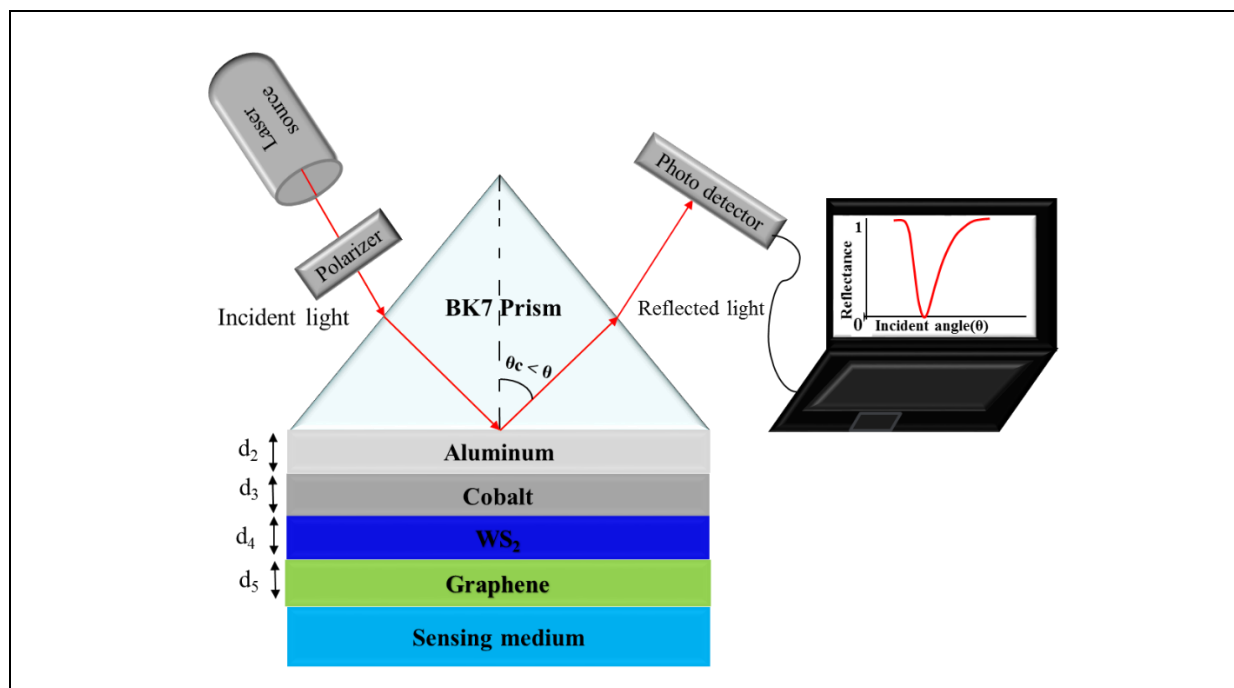 Laser
source
Polarizer
Incident light
BK7 Prism
θc < θ
Reflected light
Photo detector
1
Reflectance
0
Incident angle(θ)
d2
Aluminum
d3
Cobalt
d4
WS2
d5
Graphene
Sensing medium